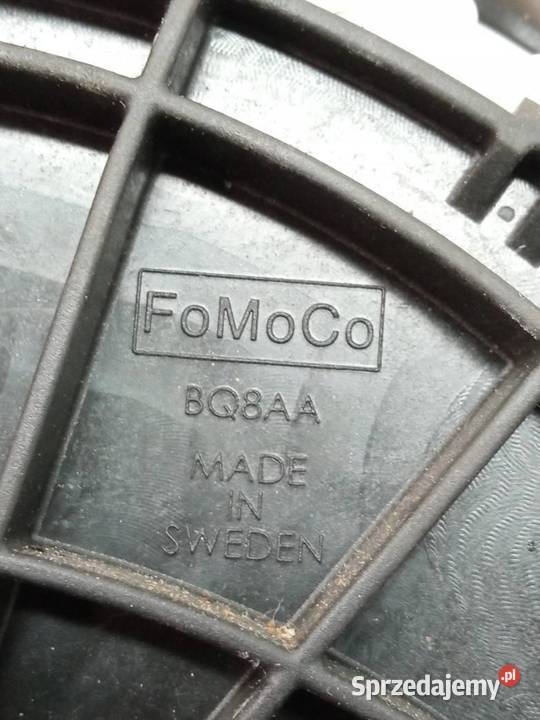 FoMoCo
BQ8AA
MADE
IN
SWEDEN
Sprzedajemy.pl